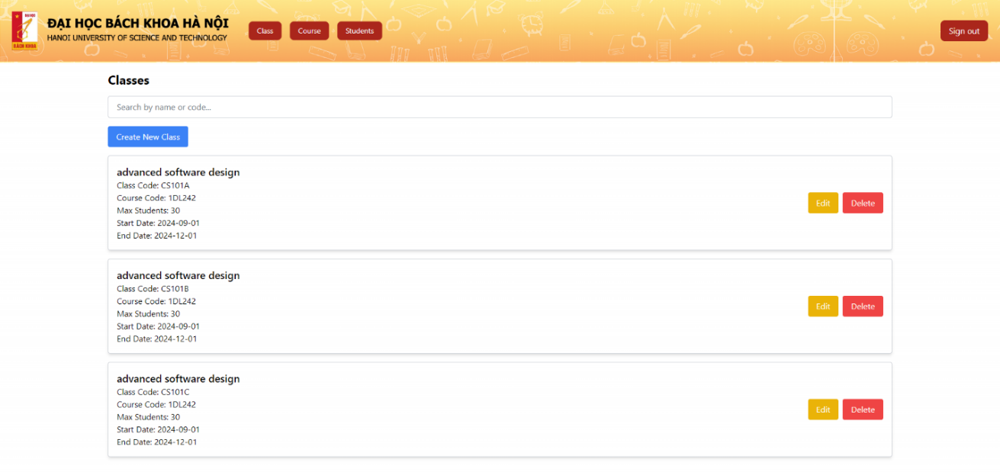 HÀ NỘI
BÁCH KHOA
ĐẠI HỌC BÁCH KHOA HÀ NỘI
HANOI UNIVERSITY OF SCIENCE AND TECHNOLOGY
Class
Course
Students
Sign out
Classes
Search by name or code...
Create New Class
advanced software design
Class Code: CS101A
Course Code: 1DL242
Max Students: 30
Start Date: 2024-09-01
End Date: 2024-12-01
Edit
Delete
advanced software design
Class Code: CS101B
Course Code: 1DL242
Max Students: 30
Start Date: 2024-09-01
End Date: 2024-12-01
Edit
Delete
advanced software design
Class Code: CS101C
Course Code: 1DL242
Max Students: 30
Start Date: 2024-09-01
End Date: 2024-12-01
Edit
Delete